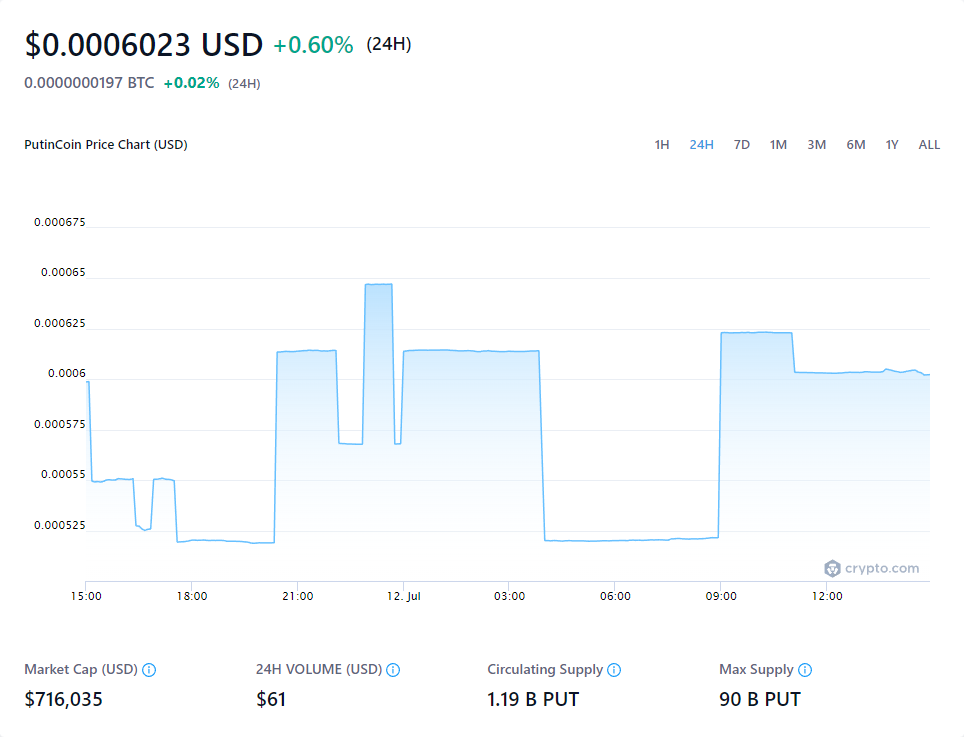 $0.0006023 USD +0.60% (24H)
0.0000000197 BTC +0.02% (24H)
PutinCoin Price Chart (USD)
1H 24H 7D 1M 3M 6M 1Y ALL
0.000675
0.00065
0.000625
0.0006
0.000575
0.00055
0.000525
crypto.com
15:00 18:00 21:00 12. Jul 03:00 06:00 09:00 12:00
Market Cap (USD) 24H VOLUME (USD) Circulating Supply Max Supply
$716,035 $61 1.19 B PUT 90 B PUT